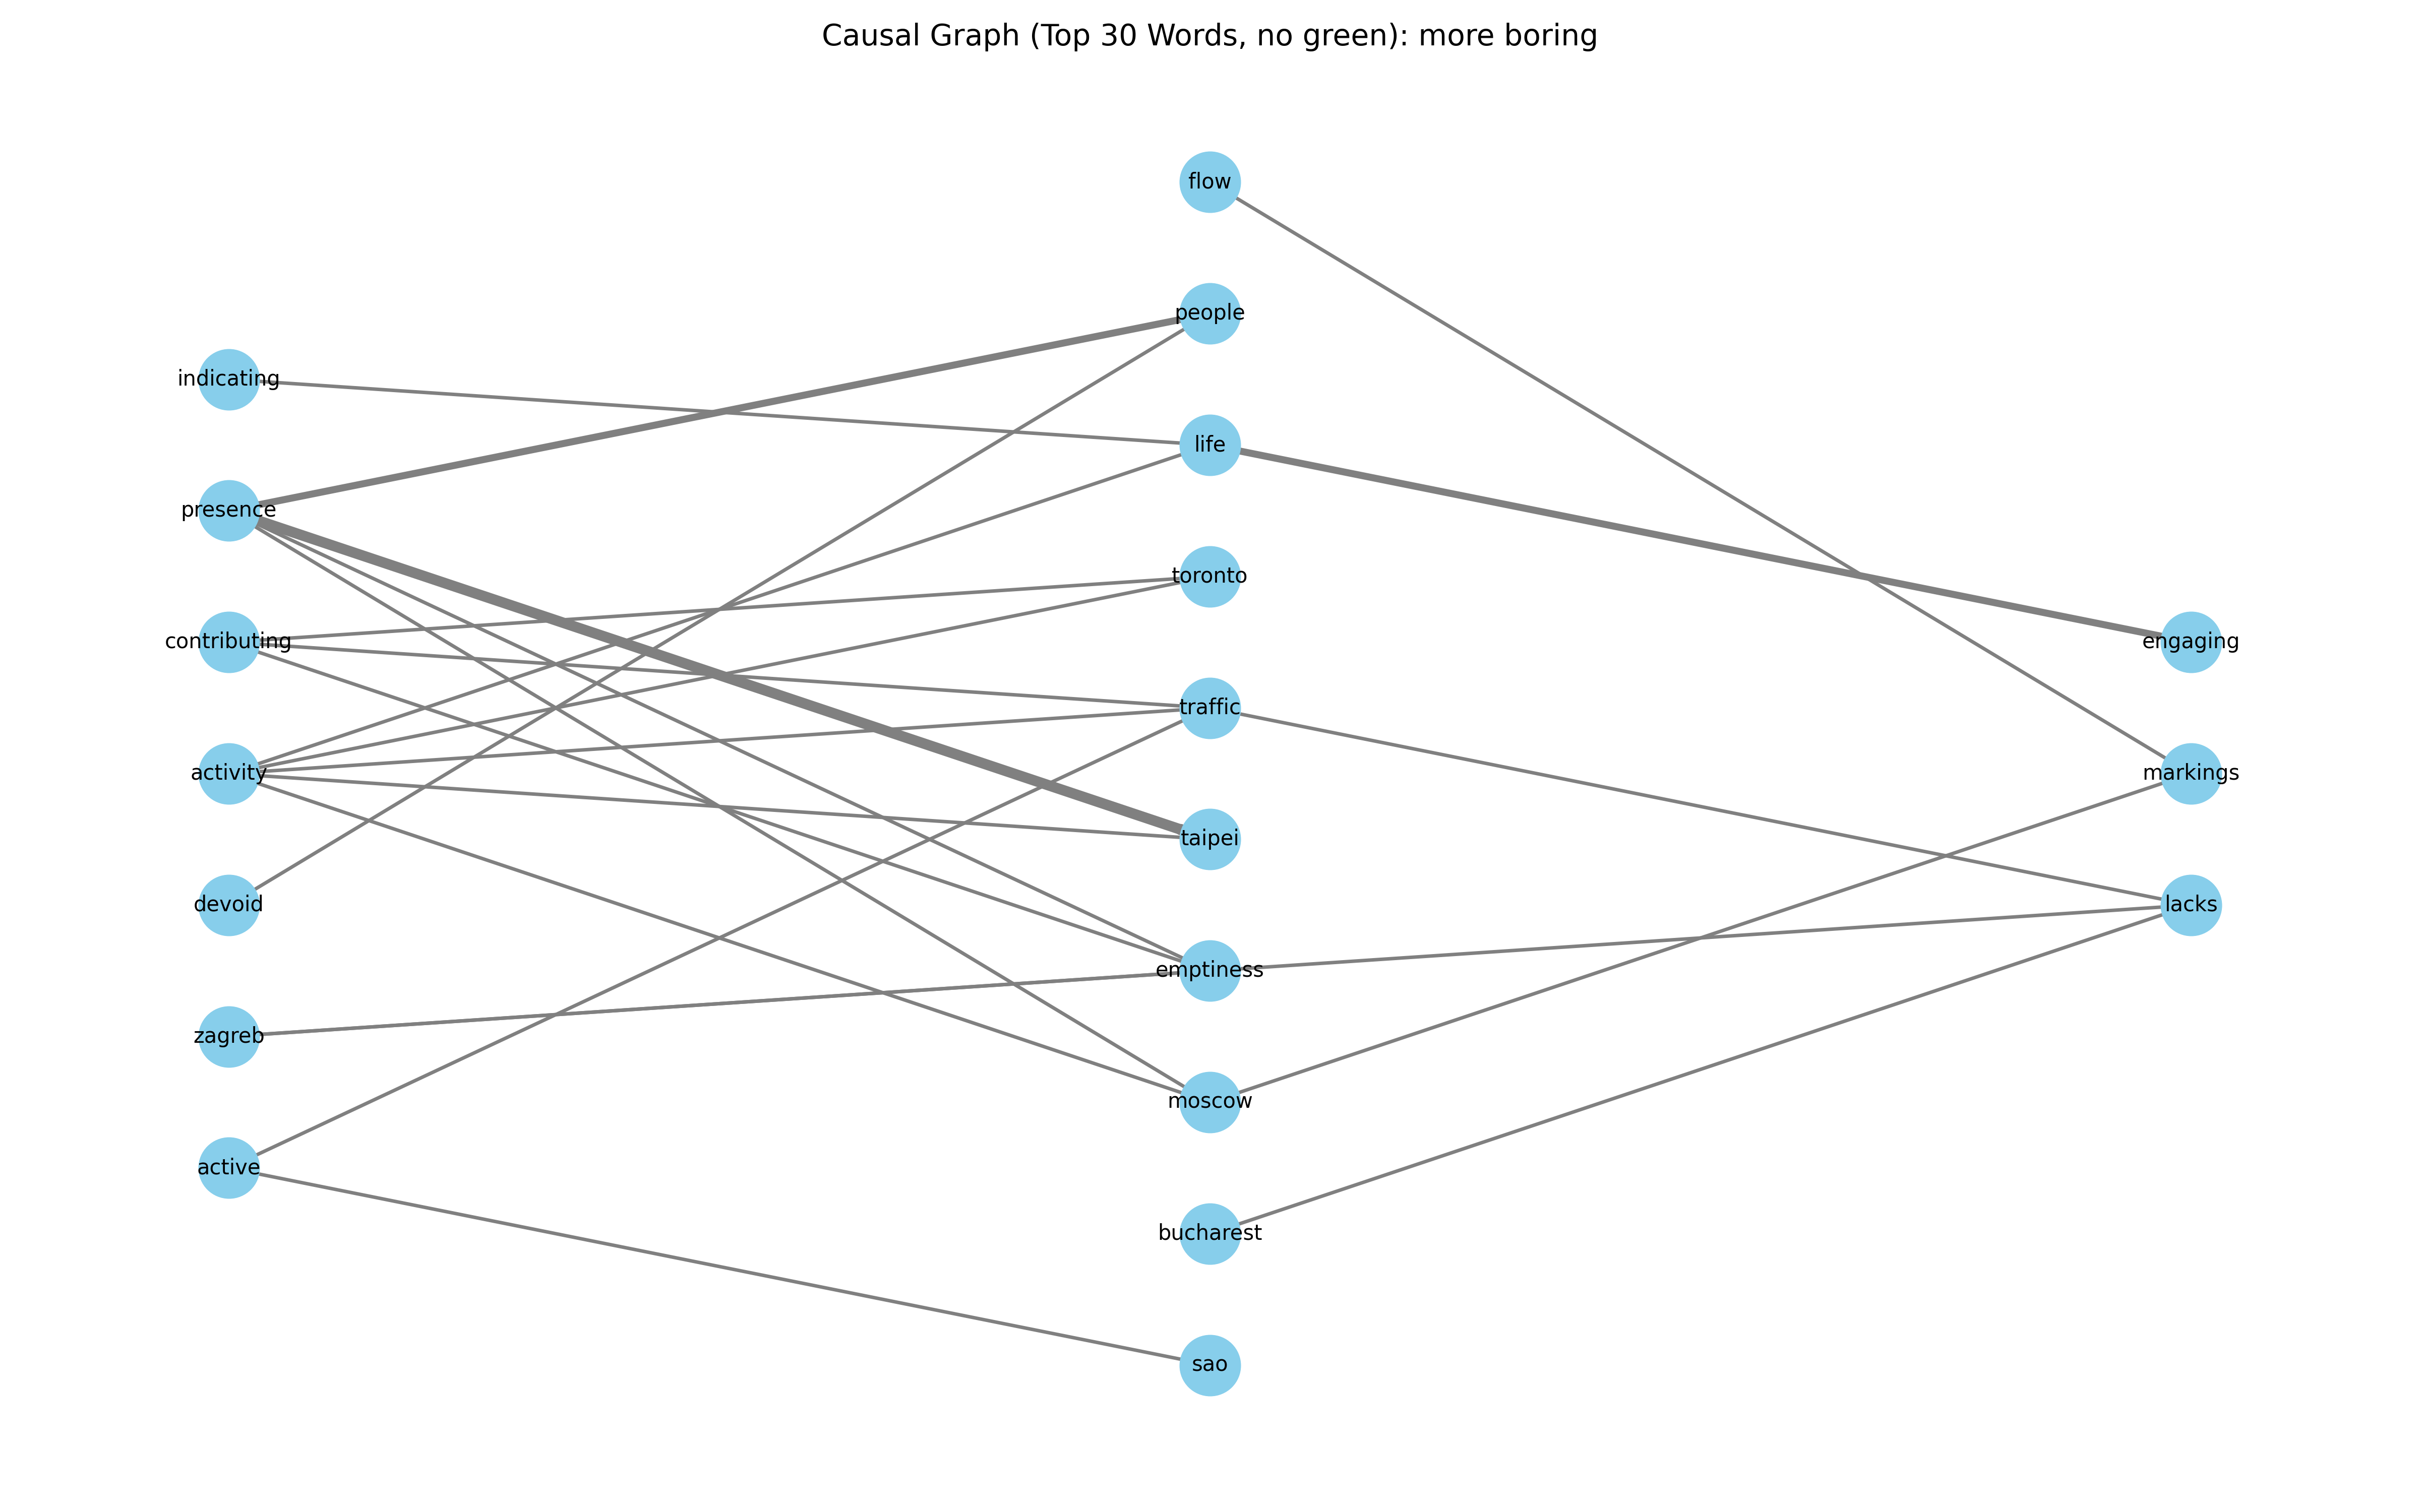 Causal Graph (Top 30 Words, no green): more boring
indicating
presence
contributing
activity
devoid
zagreb
active
flow
people
life
toronto
traffic
taipei
emptiness
moscow
bucharest
sao
engaging
markings
lacks